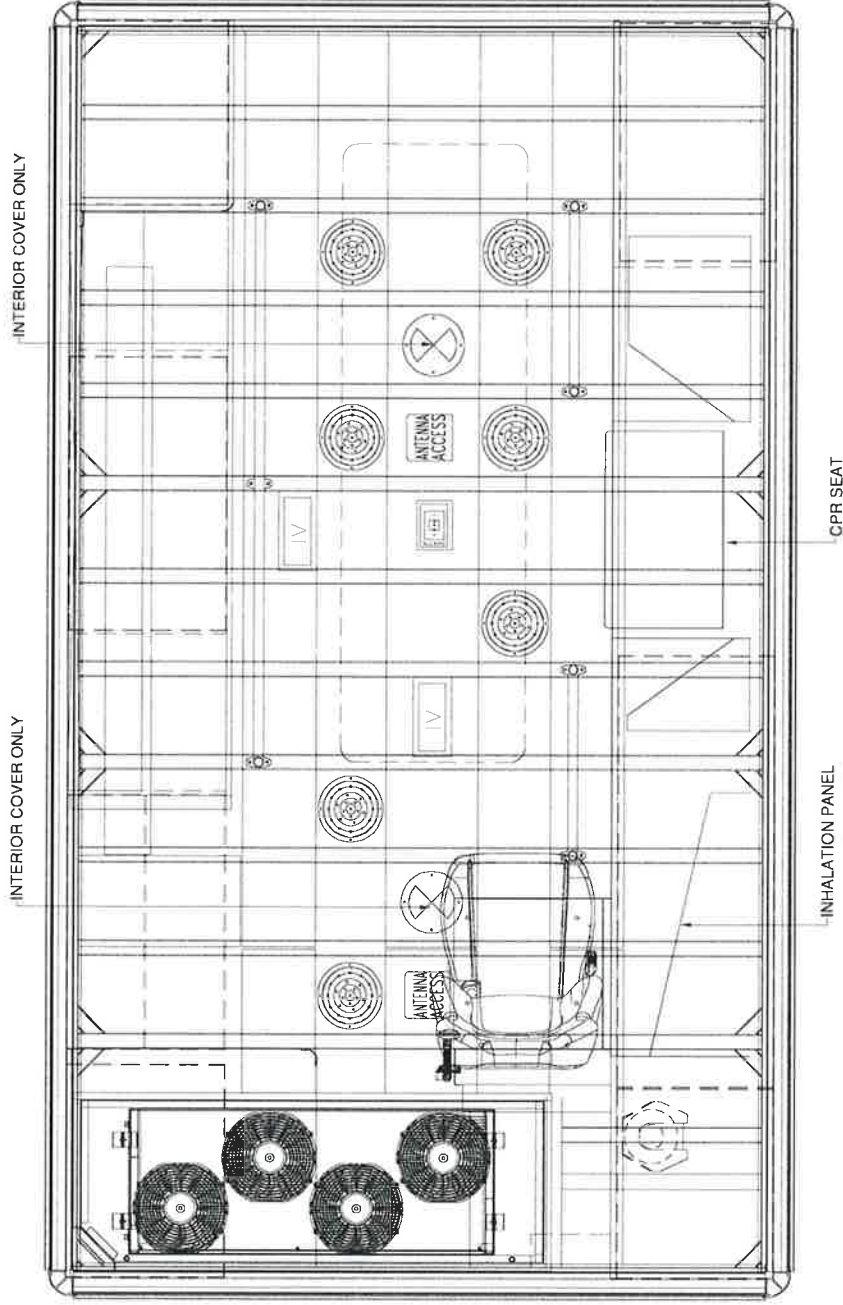 INTERIOR COVER ONLY
INTERIOR COVER ONLY
ANTENNA
ACCESS
IV
IV
ANTENNA
ACCESS
CPR SEAT
INHALATION PANEL